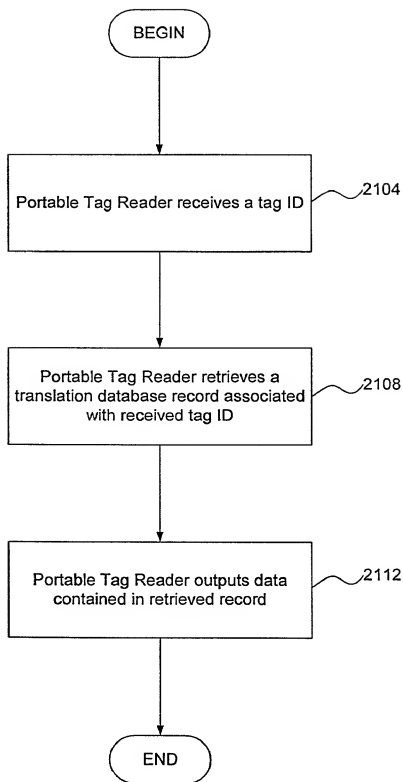 BEGIN
Portable Tag Reader receives a tag ID
2104
Portable Tag Reader retrieves a
translation database record associated
with received tag ID
2108
Portable Tag Reader outputs data
contained in retrieved record
2112
END